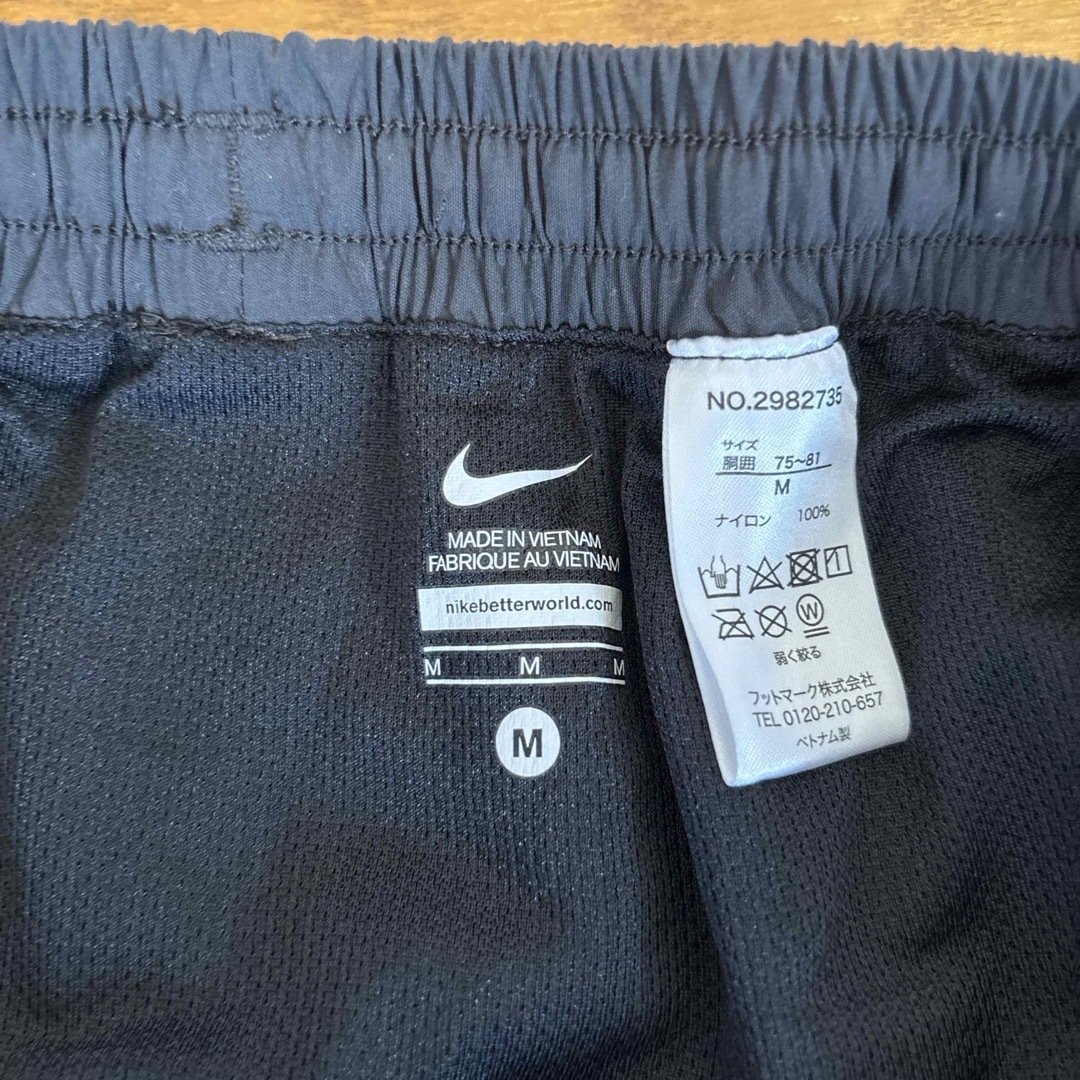 MADE IN VIETNAM
FABRIQUE AU VIETNAM
nikebetterworld.com
M M M
M
NO.2982735
サイズ
胴囲 75~81
M
ナイロン 100%
W
弱く絞る
フットマーク株式会社
TEL 0120-210-657
ベトナム製